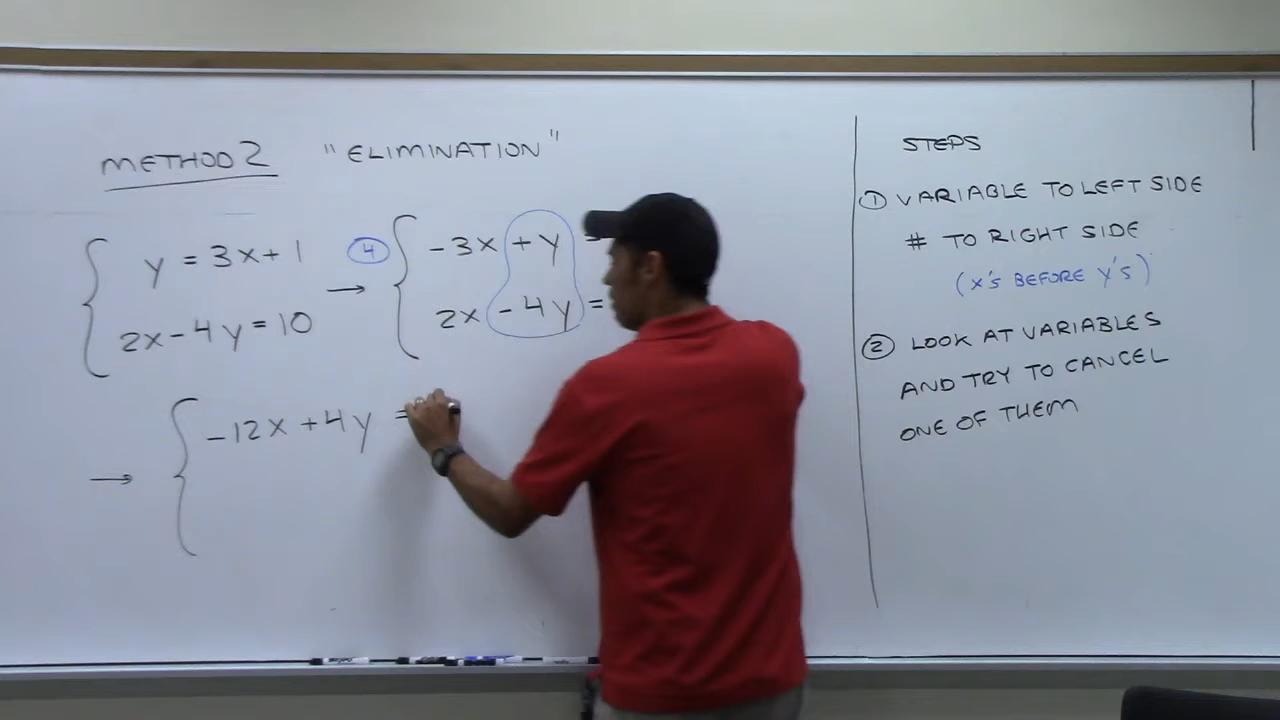 METHOD 2 "ELIMINATION"
y = 3x + 1
2x - 4y = 10
→
④
-3x + y =
2x - 4y =
→
-12x + 4y =
STEPS
① VARIABLE TO LEFT SIDE
# TO RIGHT SIDE
(X'S BEFORE Y'S)
② LOOK AT VARIABLES
AND TRY TO CANCEL
ONE OF THEM